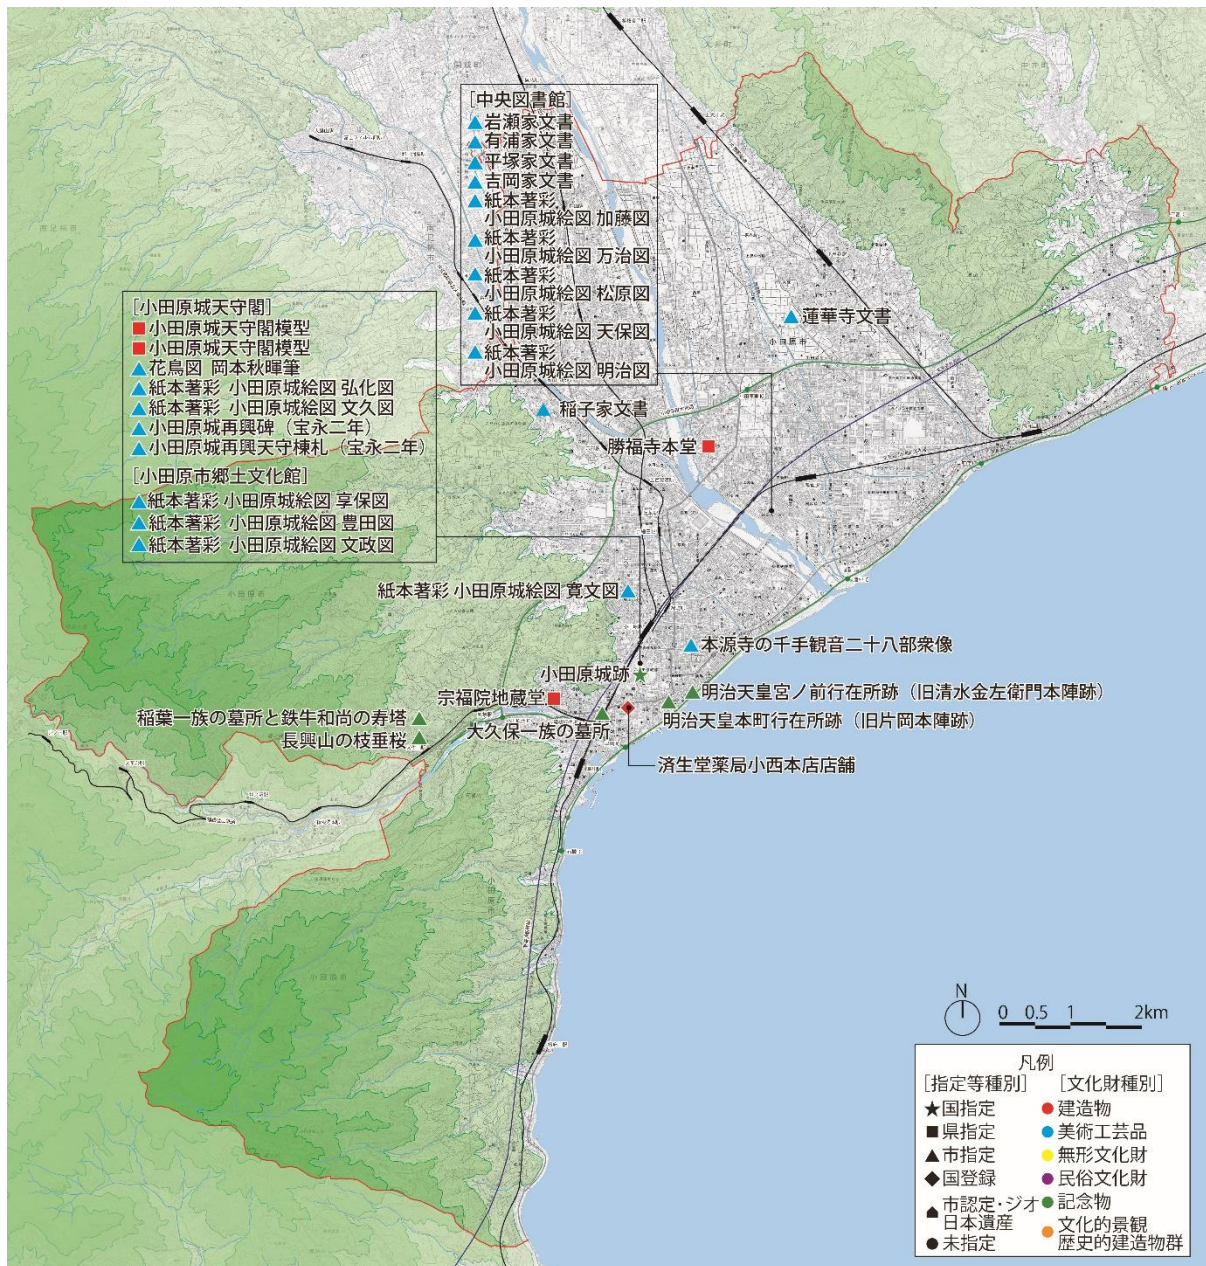 [中央図書館]
▲岩瀬家文書
▲有浦家文書
▲平塚家文書
▲吉岡家文書
▲紙本著彩
小田原城絵図 加藤図
▲紙本著彩
小田原城絵図 万治図
▲紙本著彩
小田原城絵図 松原図
▲紙本著彩
小田原城絵図 天保図
▲紙本著彩
小田原城絵図 明治図
[小田原城天守閣]
■小田原城天守閣模型
■小田原城天守閣模型
▲花鳥図 岡本秋暉筆
▲紙本著彩 小田原城絵図 弘化図
▲紙本著彩 小田原城絵図 文久図
▲小田原城再興碑（宝永二年）
▲小田原城再興天守棟札（宝永二年）
[小田原市郷土文化館]
▲紙本著彩 小田原城絵図 享保図
▲紙本著彩 小田原城絵図 豊田図
▲紙本著彩 小田原城絵図 文政図
蓮華寺文書
小田原市
稲子家文書
勝福寺本堂
小田原市
紙本著彩 小田原城絵図 寛文図
本源寺の千手観音二十八部衆像
小田原城跡
宗福院地蔵堂
明治天皇宮ノ前行在所跡（旧清水金左衛門本陣跡）
稲葉一族の墓所と鉄牛和尚の寿塔
大久保一族の墓所
明治天皇本町行在所跡（旧片岡本陣跡）
長興山の枝垂桜
済生堂薬局小西本店店舗
小田原市
N
0 0.5 1 2km
凡例
[指定等種別] [文化財種別]
★国指定 ●建造物
■県指定 ●美術工芸品
▲市指定 ●無形文化財
◆国登録 ●民俗文化財
市認定・ジオ ●記念物
日本遺産 ●文化的景観
●未指定 歴史的建造物群